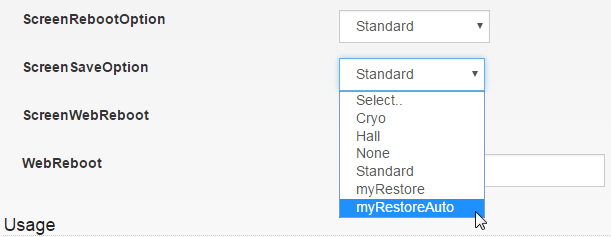 ScreenRebootOption Standard
ScreenSaveOption Standard
Select..
ScreenWebReboot Cryo
Hall
None
WebReboot Standard
myRestore
myRestoreAuto
Usage